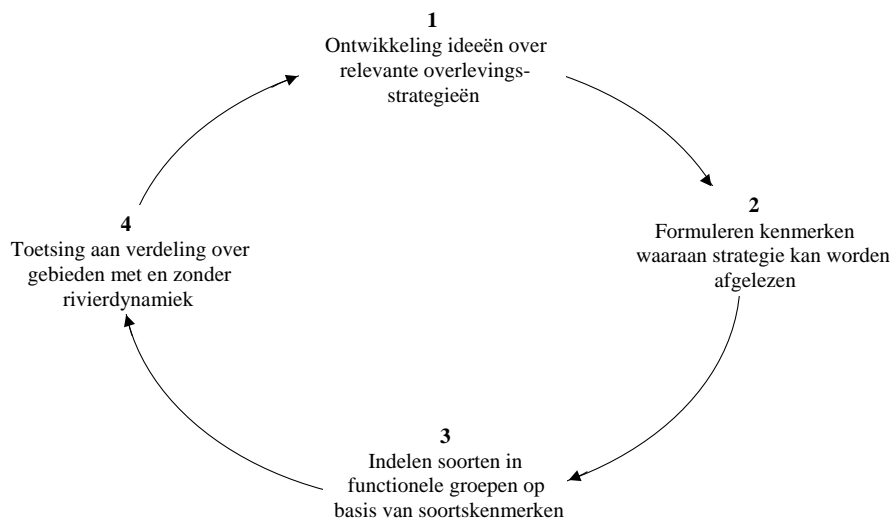 1
Ontwikkeling ideeën over
relevante overlevings-
strategieën
2
Formuleren kenmerken
waaraan strategie kan worden
afgelezen
3
Indelen soorten in
functionele groepen op
basis van soortskenmerken
4
Toetsing aan verdeling over
gebieden met en zonder
rivierdynamiek